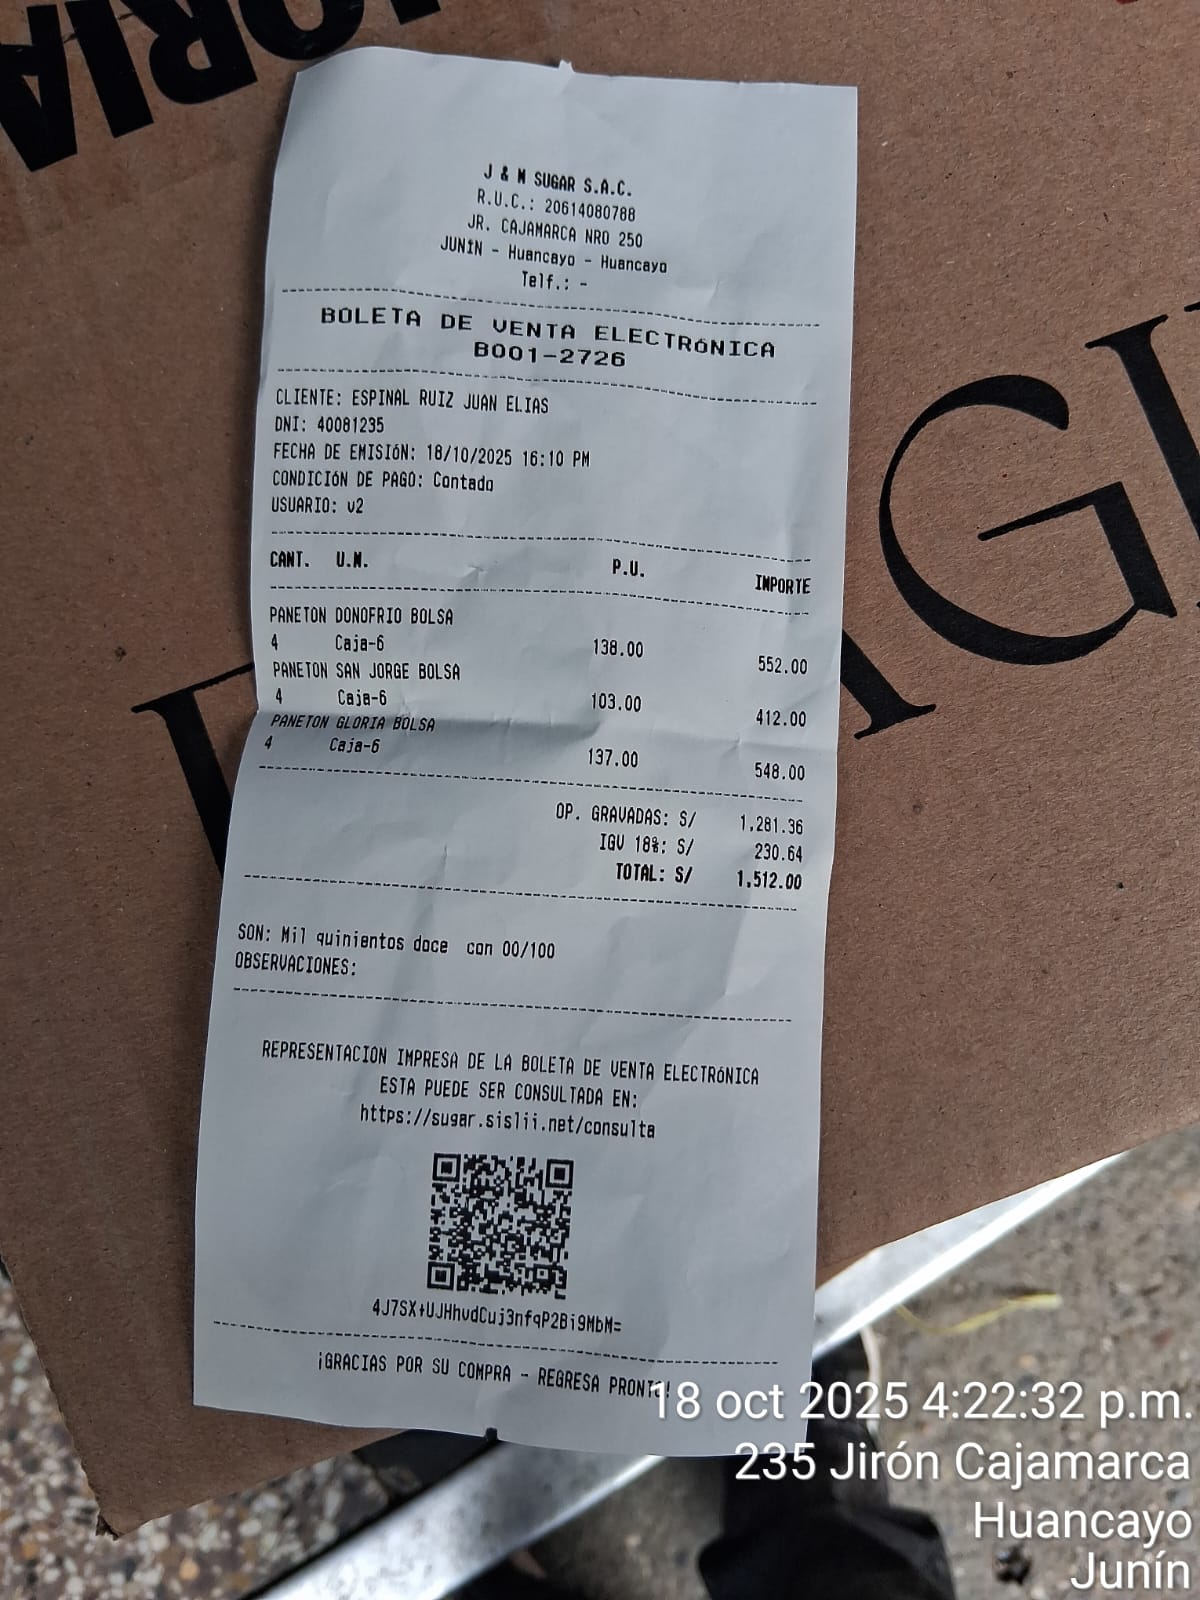 GLORIA
J & M SUGAR S.A.C.
R.U.C.: 20614080788
JR. CAJAMARCA NRO 250
JUNÍN - Huancayo - Huancayo
Telf.: -
BOLETA DE VENTA ELECTRÓNICA
B001-2726
CLIENTE: ESPINAL RUIZ JUAN ELIAS
DNI: 40081235
FECHA DE EMISIÓN: 18/10/2025 16:10 PM
CONDICIÓN DE PAGO: Contado
USUARIO: v2
CANT. U.M. P.U. IMPORTE
PANETON DONOFRIO BOLSA
4 Caja-6 138.00 552.00
PANETON SAN JORGE BOLSA
4 Caja-6 103.00 412.00
PANETON GLORIA BOLSA
4 Caja-6 137.00 548.00
OP. GRAVADAS: S/ 1,281.36
IGV 18%: S/ 230.64
TOTAL: S/ 1,512.00
SON: Mil quinientos doce con 00/100
OBSERVACIONES:
REPRESENTACION IMPRESA DE LA BOLETA DE VENTA ELECTRÓNICA
ESTA PUEDE SER CONSULTADA EN:
https://sugar.sislii.net/consulta
4J7SX+UJHhvdCuj3nfqP2Bi9MbM=
¡GRACIAS POR SU COMPRA - REGRESA PRONTO!
18 oct 2025 4:22:32 p.m.
235 Jirón Cajamarca
Huancayo
Junín